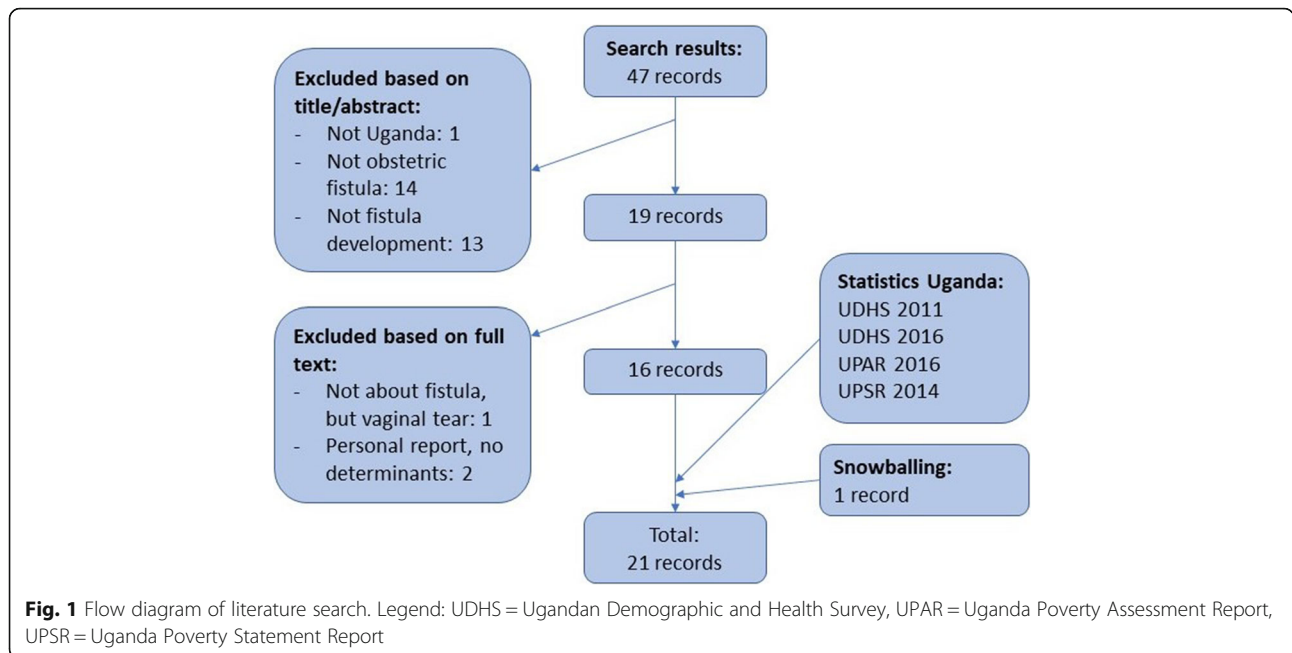 Search results:
47 records
Excluded based on
title/abstract:
- Not Uganda: 1
- Not obstetric
fistula: 14
- Not fistula
development: 13
19 records
Excluded based on full
text:
- Not about fistula,
but vaginal tear: 1
- Personal report, no
determinants: 2
16 records
Statistics Uganda:
UDHS 2011
UDHS 2016
UPAR 2016
UPSR 2014
Snowballing:
1 record
Total:
21 records
Fig. 1 Flow diagram of literature search. Legend: UDHS = Ugandan Demographic and Health Survey, UPAR = Uganda Poverty Assessment Report,
UPSR = Uganda Poverty Statement Report